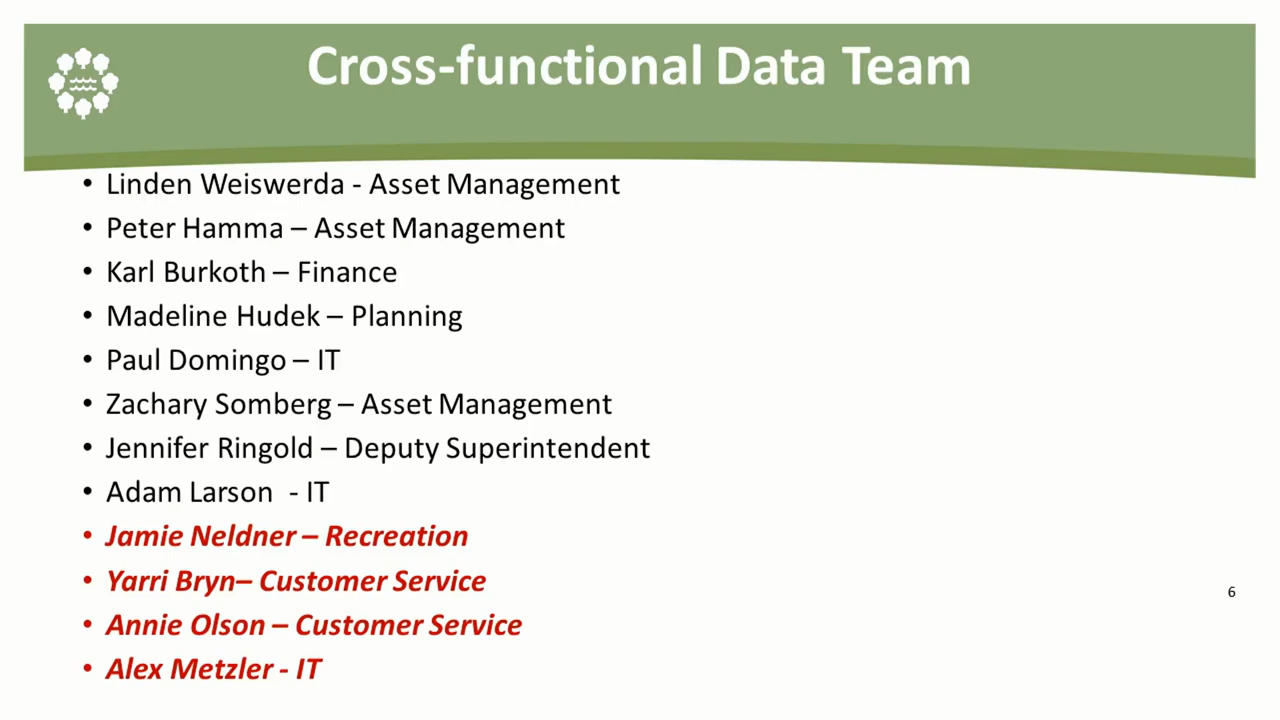 Cross-functional Data Team
• Linden Weiswerda - Asset Management
• Peter Hamma – Asset Management
• Karl Burkoth – Finance
• Madeline Hudek – Planning
• Paul Domingo – IT
• Zachary Somberg – Asset Management
• Jennifer Ringold – Deputy Superintendent
• Adam Larson - IT
• Jamie Neldner – Recreation
• Yarri Bryn– Customer Service
6
• Annie Olson – Customer Service
• Alex Metzler - IT